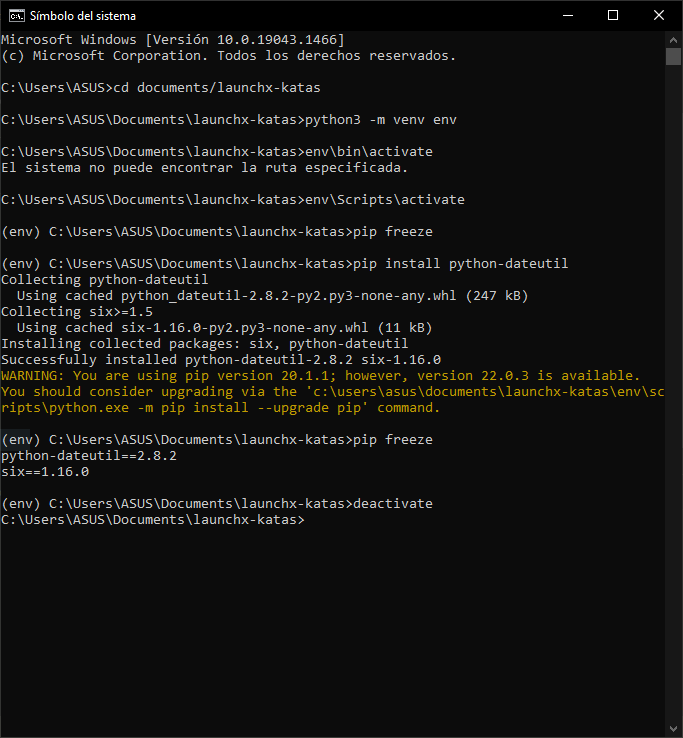 Símbolo del sistema
Microsoft Windows [Versión 10.0.19043.1466]
(c) Microsoft Corporation. Todos los derechos reservados.
C:\Users\ASUS>cd documents/launchx-katas
C:\Users\ASUS\Documents\launchx-katas>python3 -m venv env
C:\Users\ASUS\Documents\launchx-katas>env\bin\activate
El sistema no puede encontrar la ruta especificada.
C:\Users\ASUS\Documents\launchx-katas>env\Scripts\activate
(env) C:\Users\ASUS\Documents\launchx-katas>pip freeze
(env) C:\Users\ASUS\Documents\launchx-katas>pip install python-dateutil
Collecting python-dateutil
  Using cached python_dateutil-2.8.2-py2.py3-none-any.whl (247 kB)
Collecting six>=1.5
  Using cached six-1.16.0-py2.py3-none-any.whl (11 kB)
Installing collected packages: six, python-dateutil
Successfully installed python-dateutil-2.8.2 six-1.16.0
WARNING: You are using pip version 20.1.1; however, version 22.0.3 is available.
You should consider upgrading via the 'c:\users\asus\documents\launchx-katas\env\sc
ripts\python.exe -m pip install --upgrade pip' command.
(env) C:\Users\ASUS\Documents\launchx-katas>pip freeze
python-dateutil==2.8.2
six==1.16.0
(env) C:\Users\ASUS\Documents\launchx-katas>deactivate
C:\Users\ASUS\Documents\launchx-katas>